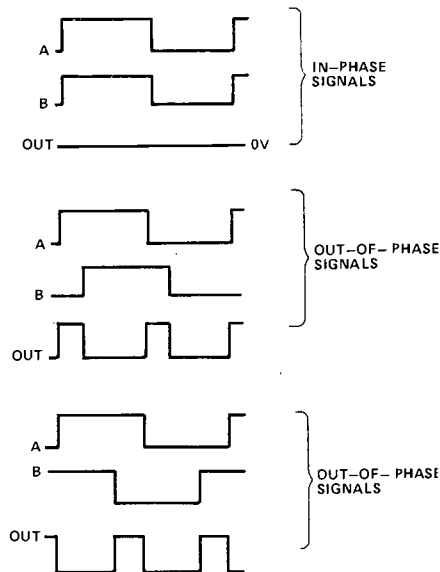 A
B
OUT 0V
IN-PHASE
SIGNALS
A
B
OUT
OUT-OF-PHASE
SIGNALS
A
B
OUT
OUT-OF-PHASE
SIGNALS